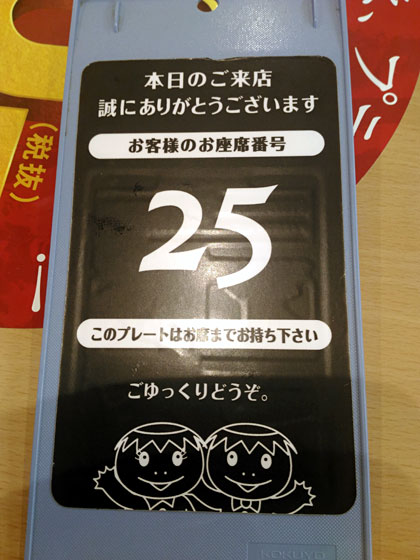 本日のご来店
誠にありがとうございます
お客様のお座席番号
25
このプレートはお席までお持ち下さい
ごゆっくりどうぞ。
KOKUYO
(税抜)
!
プ